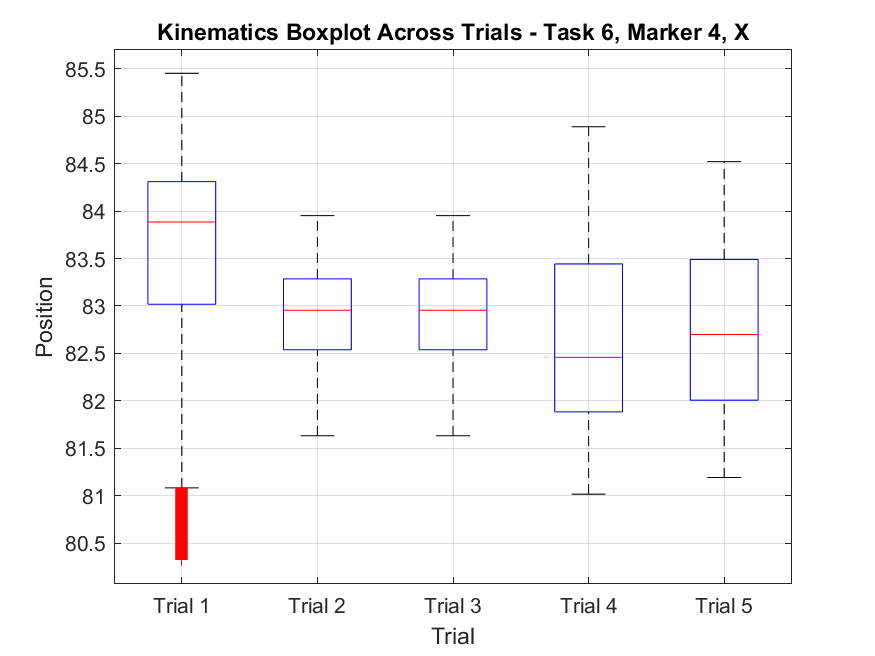 Kinematics Boxplot Across Trials - Task 6, Marker 4, X
85.5
85
84.5
84
83.5
83
82.5
82
81.5
81
80.5
Position
Trial 1 Trial 2 Trial 3 Trial 4 Trial 5
Trial